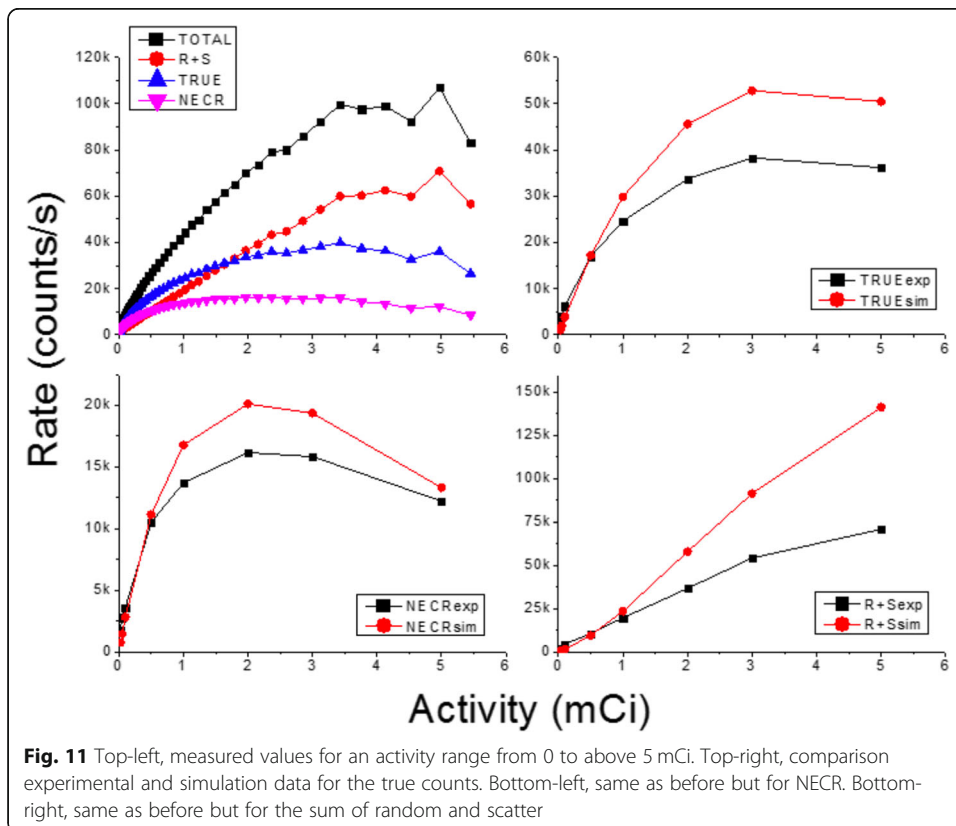 TOTAL
R+S
TRUE
NECR
120k
100k
80k
60k
40k
20k
0
0 1 2 3 4 5 6
60k
50k
40k
30k
20k
10k
0
TRUEexp
TRUEsim
0 1 2 3 4 5 6
Rate (counts/s)
20k
15k
10k
5k
0
NECRexp
NECRsim
0 1 2 3 4 5 6
150k
125k
100k
75k
50k
25k
0
R+Sexp
R+Ssim
0 1 2 3 4 5 6
Activity (mCi)
Fig. 11 Top-left, measured values for an activity range from 0 to above 5 mCi. Top-right, comparison
experimental and simulation data for the true counts. Bottom-left, same as before but for NECR. Bottom-
right, same as before but for the sum of random and scatter